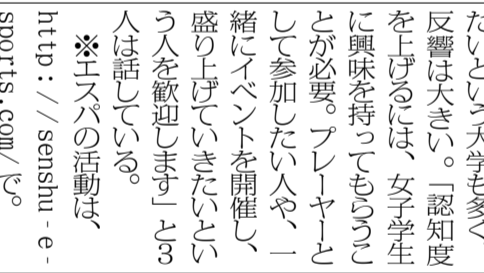 たいという大学も多く、
反響は大きい。「認知度
を上げるには、女子学生
に興味を持ってもらうこ
とが必要。プレーヤーと
して参加したい人や、一
緒にイベントを開催し、
盛り上げていきたいとい
う人を歓迎します」と3
人は話している。
※エスパの活動は、
http://senshu-e-
sports.com/で。